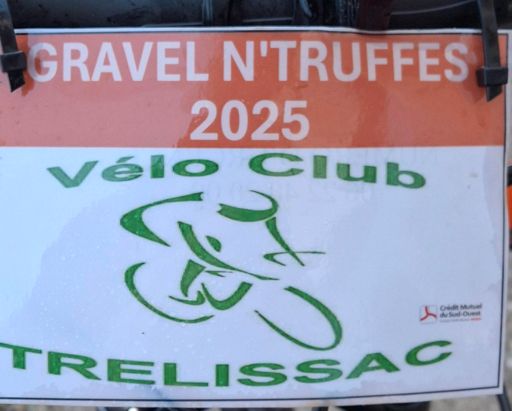 GRAVEL N'TRUFFES
2025
Vélo Club
Crédit Mutuel
du Sud-Ouest
TRELISSAC